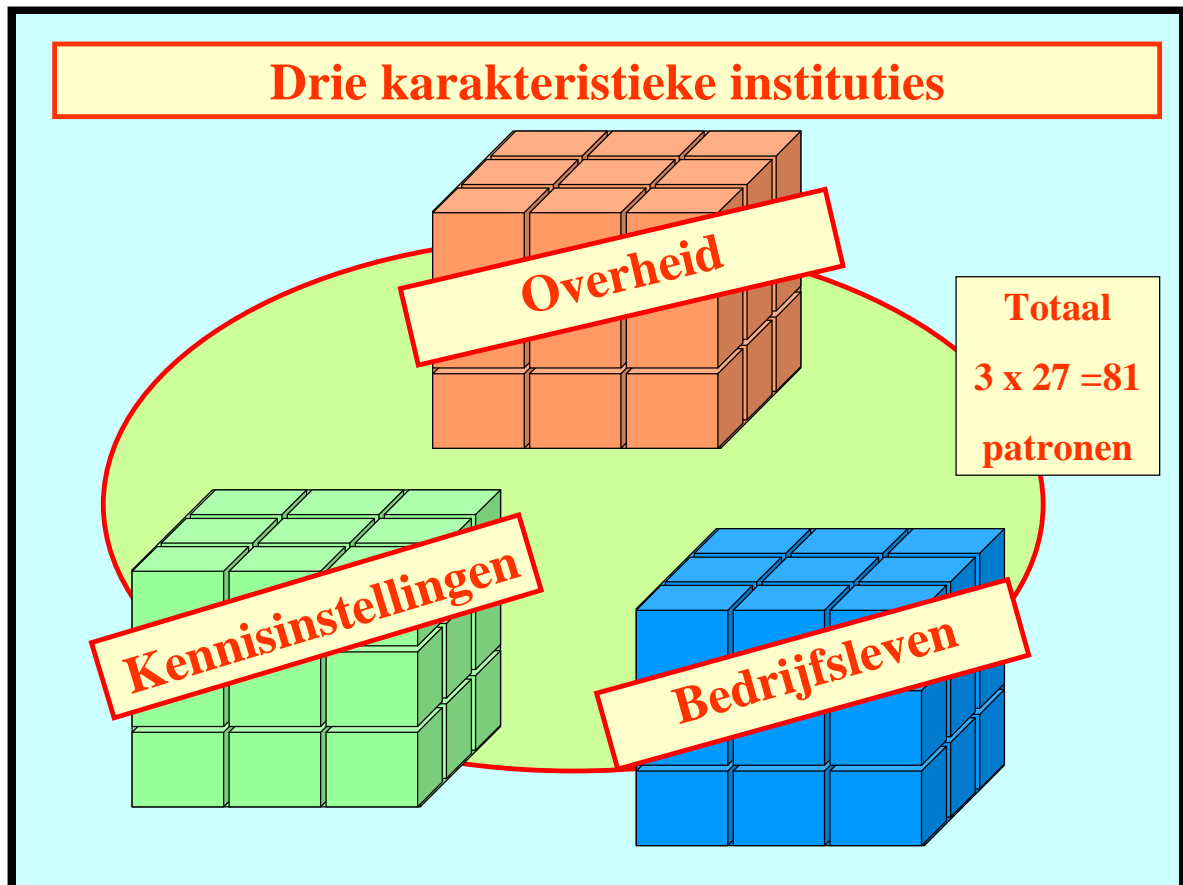 Drie karakteristieke instituties
Overheid
Totaal
3 x 27 =81
patronen
Kennisinstellingen
Bedrijfsleven